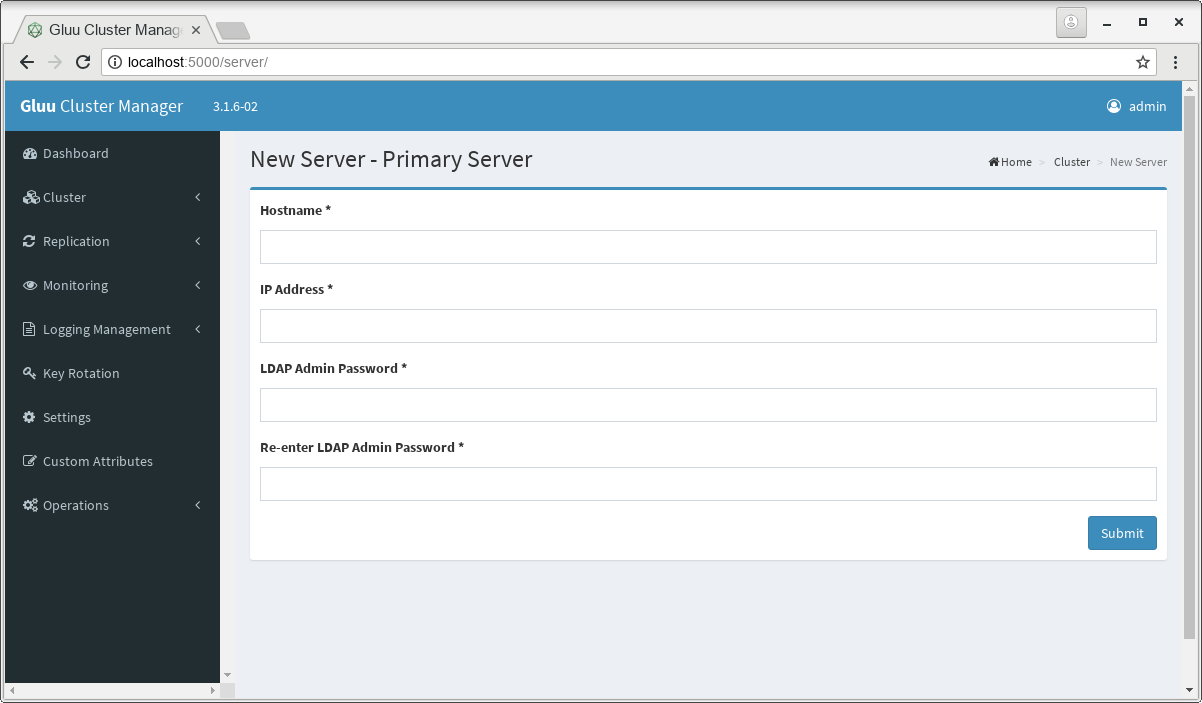 Gluu Cluster Manag
localhost:5000/server/
Gluu Cluster Manager 3.1.6-02 admin
Dashboard
Cluster
Replication
Monitoring
Logging Management
Key Rotation
Settings
Custom Attributes
Operations
New Server - Primary Server
Home > Cluster > New Server
Hostname *
IP Address *
LDAP Admin Password *
Re-enter LDAP Admin Password *
Submit